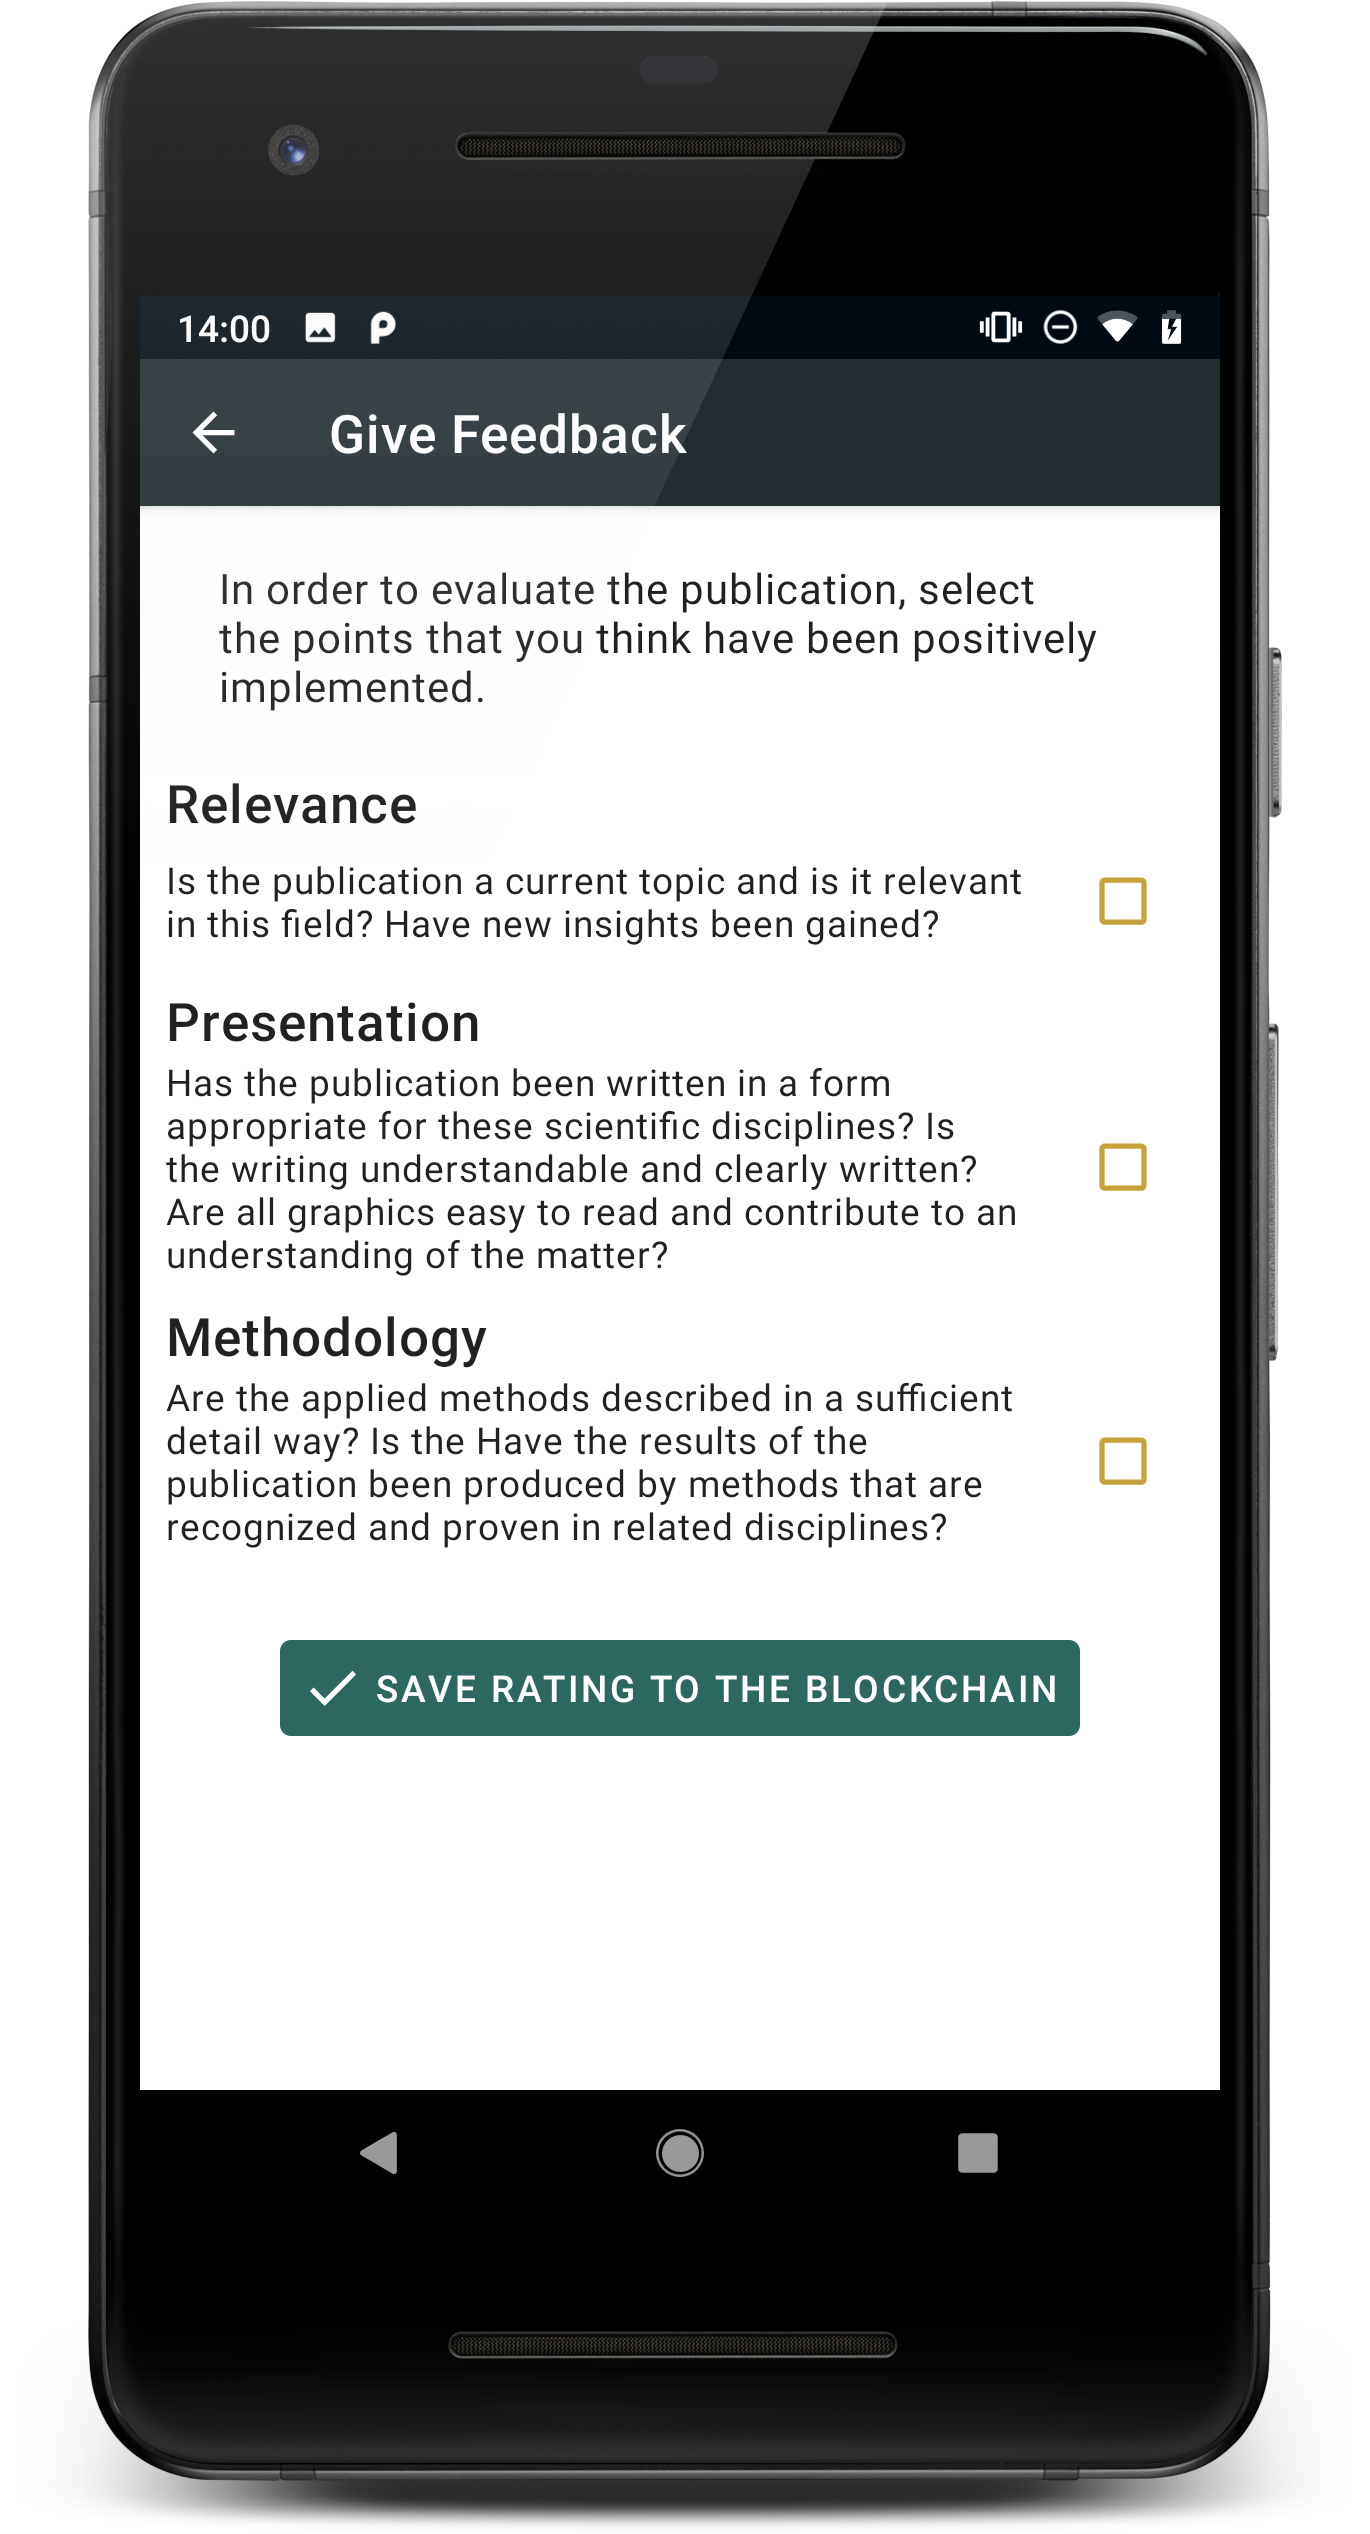 14:00
Give Feedback
In order to evaluate the publication, select
the points that you think have been positively
implemented.
Relevance
Is the publication a current topic and is it relevant
in this field? Have new insights been gained?
Presentation
Has the publication been written in a form
appropriate for these scientific disciplines? Is
the writing understandable and clearly written?
Are all graphics easy to read and contribute to an
understanding of the matter?
Methodology
Are the applied methods described in a sufficient
detail way? Is the Have the results of the
publication been produced by methods that are
recognized and proven in related disciplines?
SAVE RATING TO THE BLOCKCHAIN